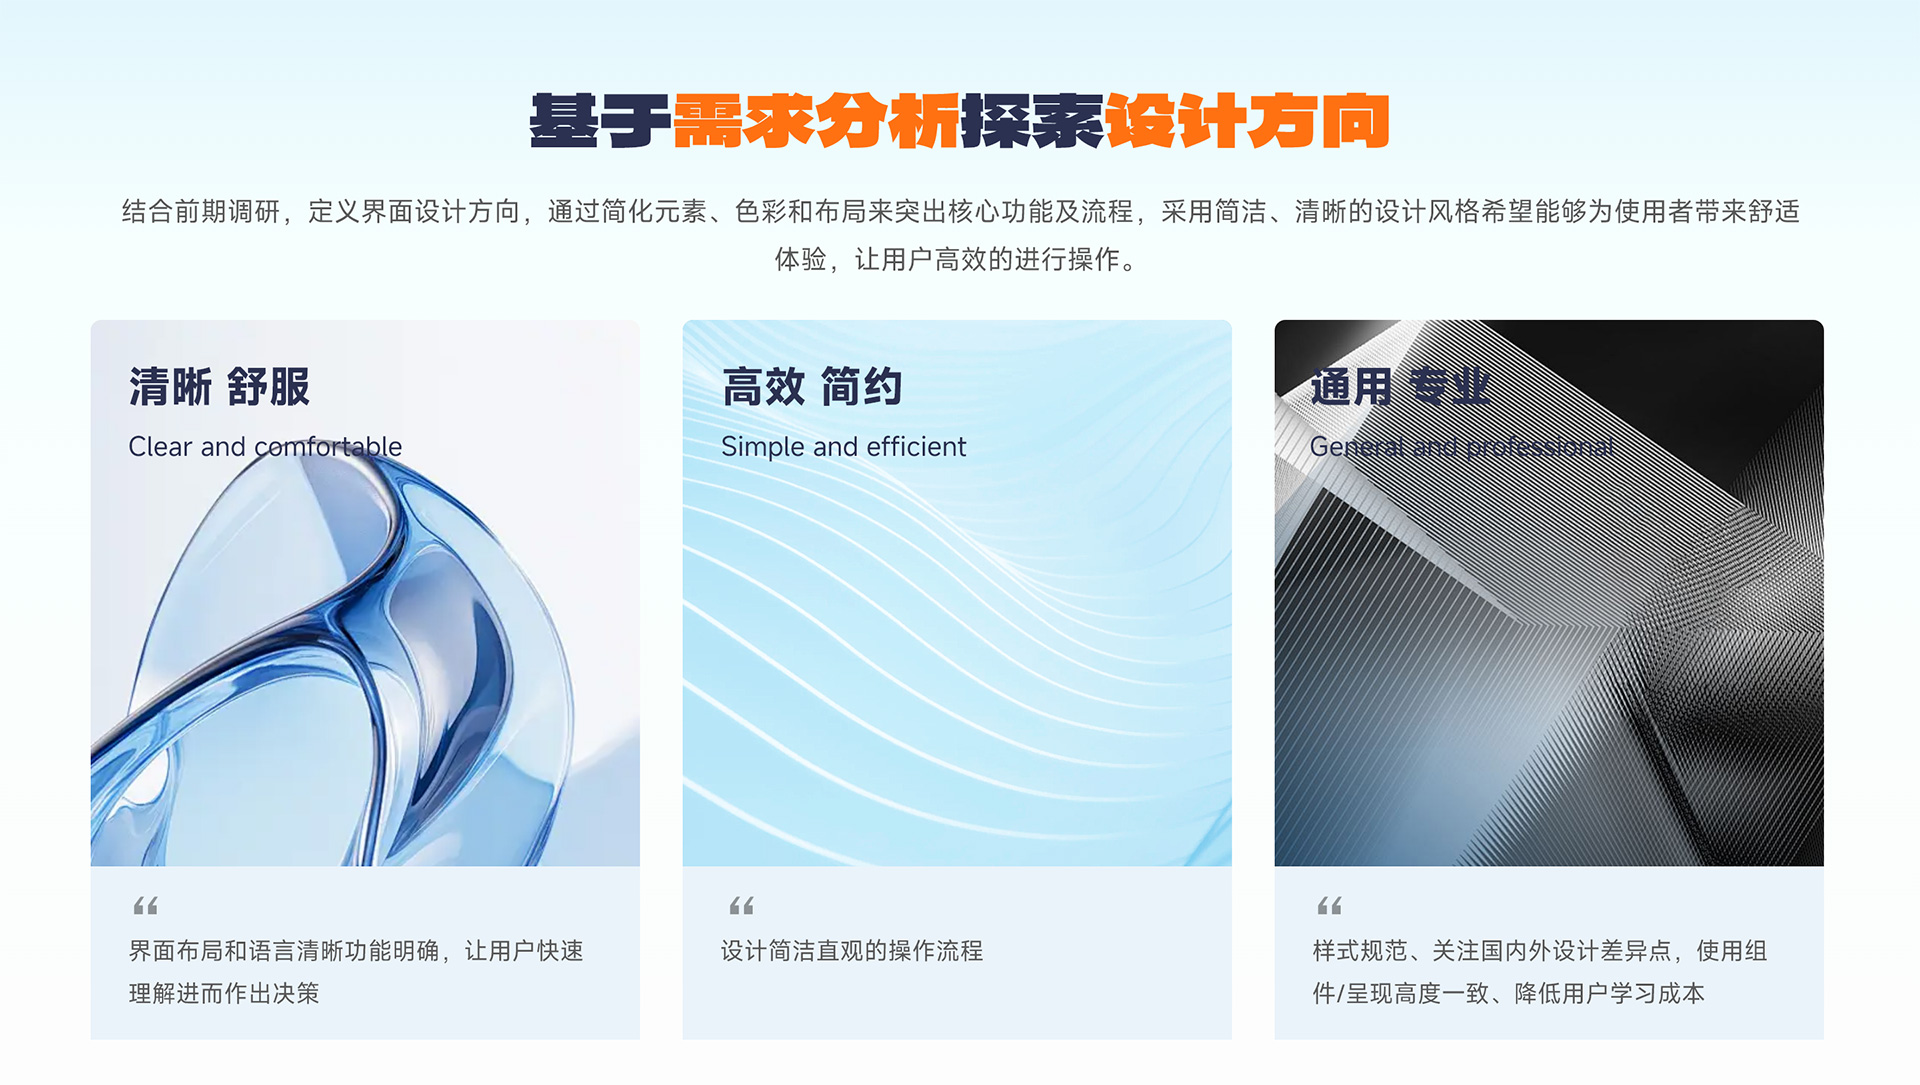 基于需求分析探索设计方向
结合前期调研，定义界面设计方向，通过简化元素、色彩和布局来突出核心功能及流程，采用简洁、清晰的设计风格希望能够为使用者带来舒适
体验，让用户高效的进行操作。
清晰 舒服
Clear and comfortable
高效 简约
Simple and efficient
通用 专业
General and professional
“
界面布局和语言清晰功能明确，让用户快速
理解进而作出决策
“
设计简洁直观的操作流程
“
样式规范、关注国内外设计差异点，使用组
件/呈现高度一致、降低用户学习成本